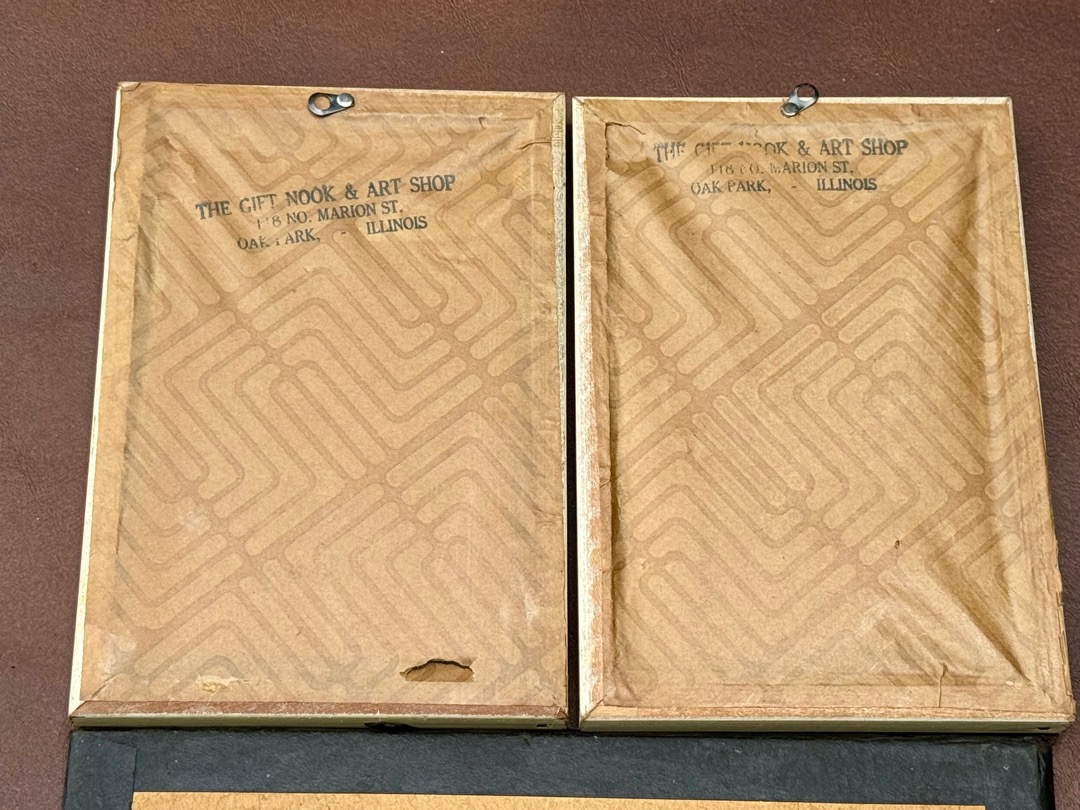 THE GIFT NOOK & ART SHOP
118 NO. MARION ST.
OAK PARK, - ILLINOIS
THE GIFT NOOK & ART SHOP
118 NO. MARION ST.
OAK PARK, - ILLINOIS